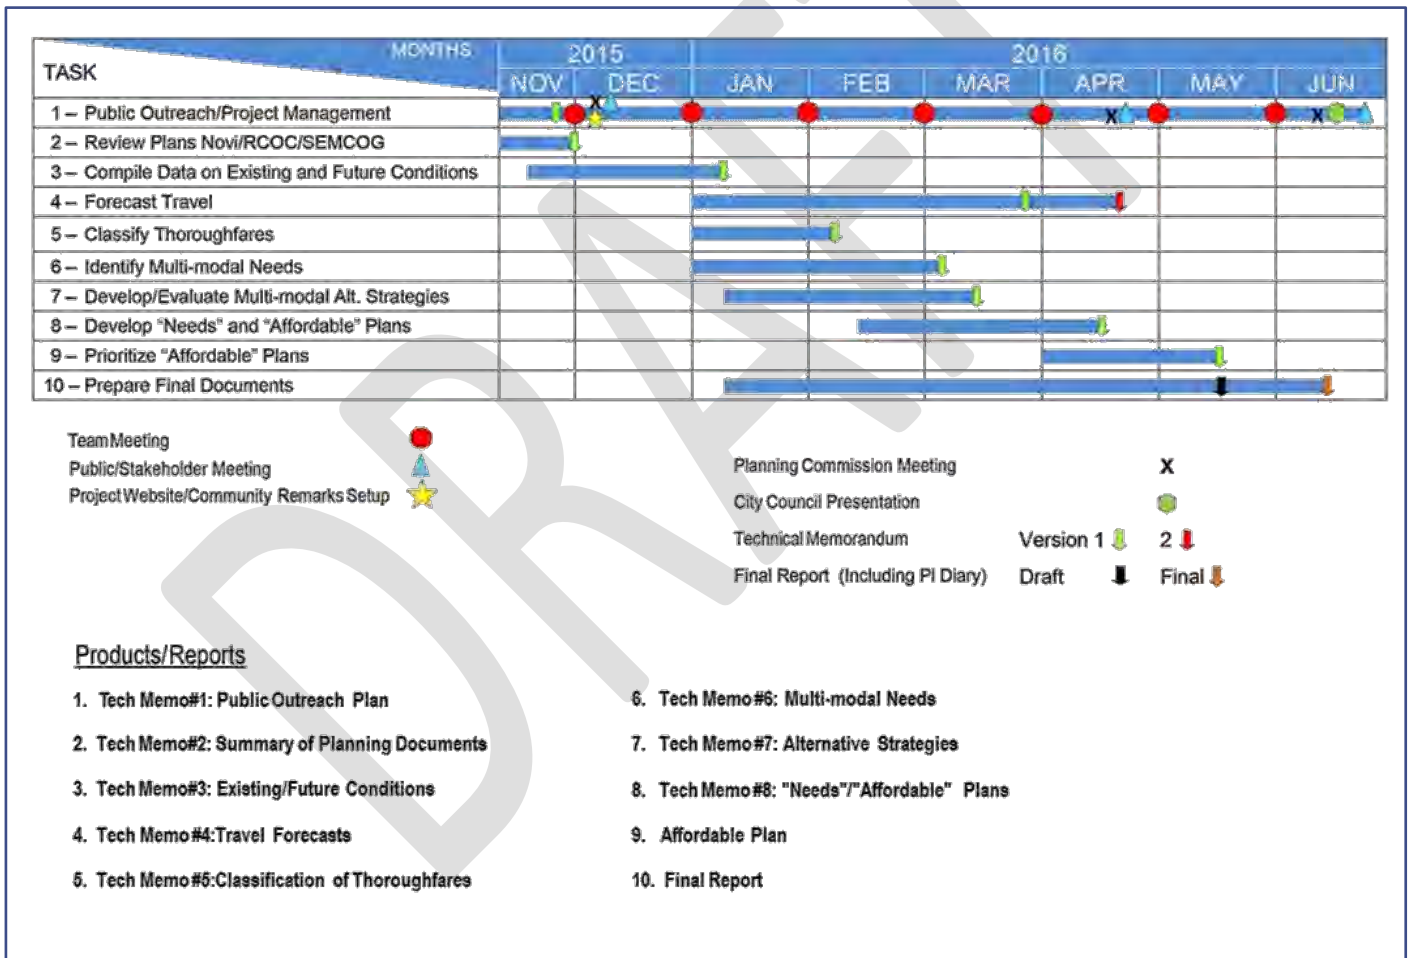 MONTHS
TASK
2015
2016
NOV DEC JAN FEB MAR APR MAY JUN
1 – Public Outreach/Project Management
X X X
2 – Review Plans Novi/RCOC/SEMCOG
3 – Compile Data on Existing and Future Conditions
4 – Forecast Travel
5 – Classify Thoroughfares
6 – Identify Multi-modal Needs
7 – Develop/Evaluate Multi-modal Alt. Strategies
8 – Develop “Needs” and “Affordable” Plans
9 – Prioritize “Affordable” Plans
10 – Prepare Final Documents
Team Meeting
Public/Stakeholder Meeting
Project Website/Community Remarks Setup
Planning Commission Meeting X
City Council Presentation
Technical Memorandum Version 1 2
Final Report (Including PI Diary) Draft Final
Products/Reports
1. Tech Memo#1: Public Outreach Plan
2. Tech Memo#2: Summary of Planning Documents
3. Tech Memo#3: Existing/Future Conditions
4. Tech Memo#4:Travel Forecasts
5. Tech Memo#5:Classification of Thoroughfares
6. Tech Memo#6: Multi-modal Needs
7. Tech Memo#7: Alternative Strategies
8. Tech Memo#8: "Needs"/"Affordable" Plans
9. Affordable Plan
10. Final Report
DRAFT